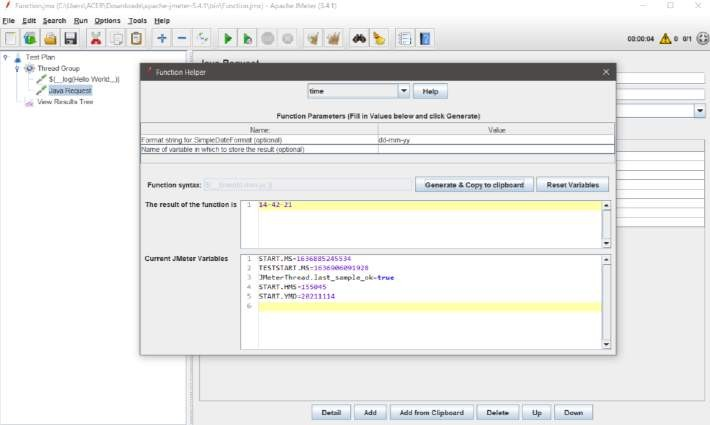 Function.jmx (C:\Users\ACER\Downloads\apache-jmeter-5.4.1\bin\Function.jmx) - Apache JMeter (5.4.1)
File Edit Search Run Options Tools Help
00:00:04 0 0/1
Test Plan
Thread Group
${__log(Hello World,,,)}
Java Request
View Results Tree
Java Request
Function Helper
time
Help
Function Parameters (Fill in Values below and click Generate)
Name: Value
Format string for SimpleDateFormat (optional) dd-mm-yy
Name of variable in which to store the result (optional)
Function syntax:
Generate & Copy to clipboard
Reset Variables
The result of the function is
1 14-42-21
Current JMeter Variables
1 START.MS=1636885245534
2 TESTSTART.MS=1636906091928
3 JMeterThread.last_sample_ok=true
4 START.HMS=155045
5 START.YMD=20211114
6
Detail Add Add from Clipboard Delete Up Down